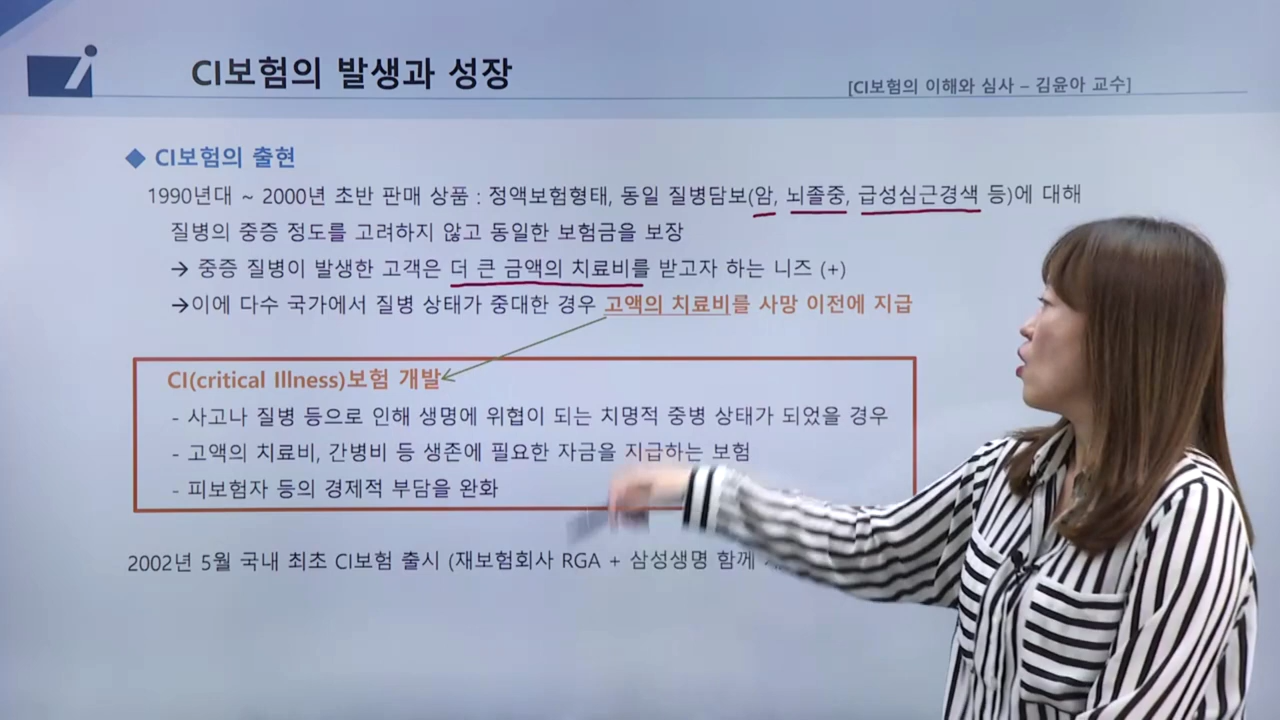 CI보험의 발생과 성장
[CI보험의 이해와 심사 – 김윤아 교수]
◆ CI보험의 출현
1990년대 ~ 2000년 초반 판매 상품 : 정액보험형태, 동일 질병담보(암, 뇌졸중, 급성심근경색 등)에 대해
질병의 중증 정도를 고려하지 않고 동일한 보험금을 보장
→ 중증 질병이 발생한 고객은 더 큰 금액의 치료비를 받고자 하는 니즈 (+)
→이에 다수 국가에서 질병 상태가 중대한 경우 고액의 치료비를 사망 이전에 지급
CI(critical Illness)보험 개발
- 사고나 질병 등으로 인해 생명에 위협이 되는 치명적 중병 상태가 되었을 경우
- 고액의 치료비, 간병비 등 생존에 필요한 자금을 지급하는 보험
- 피보험자 등의 경제적 부담을 완화
2002년 5월 국내 최초 CI보험 출시 (재보험회사 RGA + 삼성생명 함께